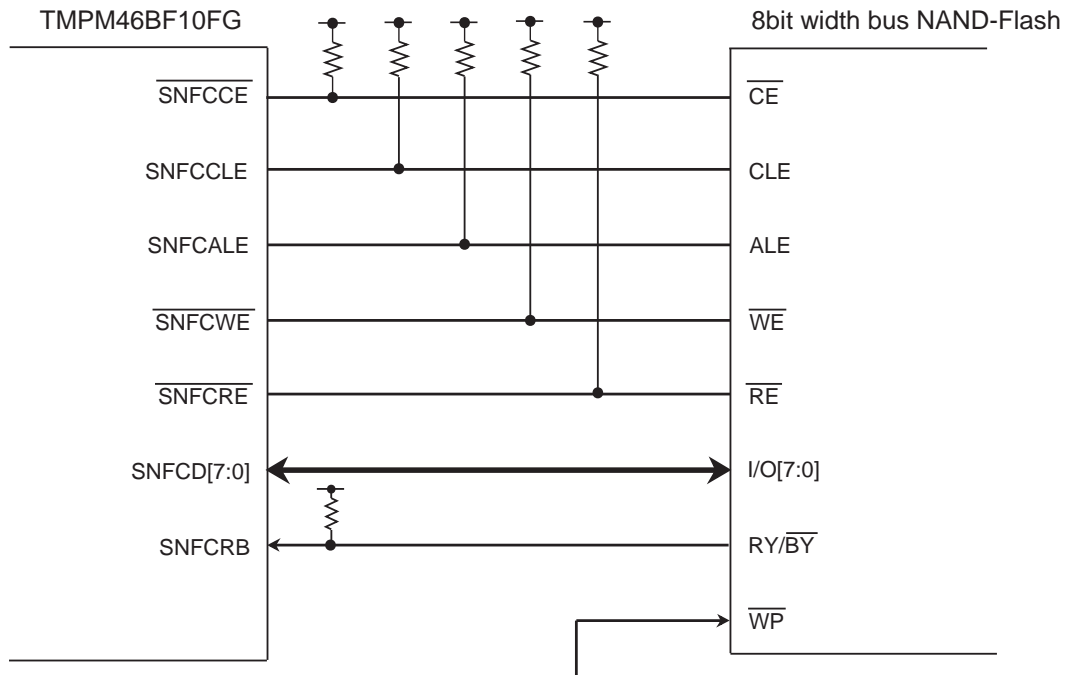 TMPM46BF10FG 8bit width bus NAND-Flash
SNFCCE CE
SNFCCLE CLE
SNFCALE ALE
SNFCWE WE
SNFCRE RE
SNFCD[7:0] I/O[7:0]
SNFCRB RY/BY
WP